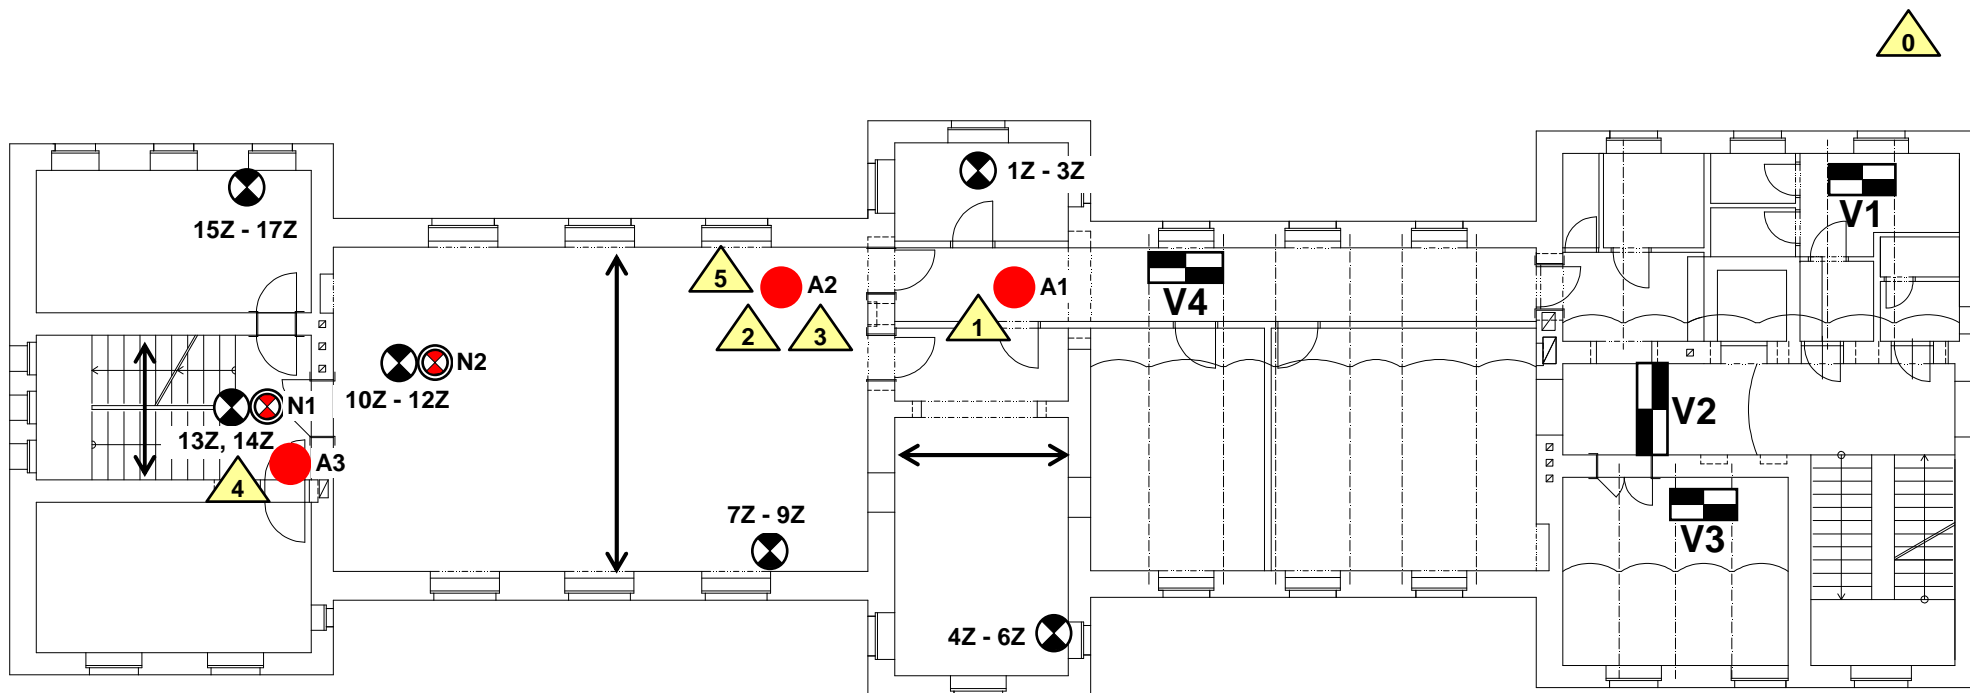 0
1Z - 3Z
V1
15Z - 17Z
5
A2
A1
V4
2
3
1
N2
10Z - 12Z
N1
V2
13Z, 14Z
A3
4
7Z - 9Z
V3
4Z - 6Z